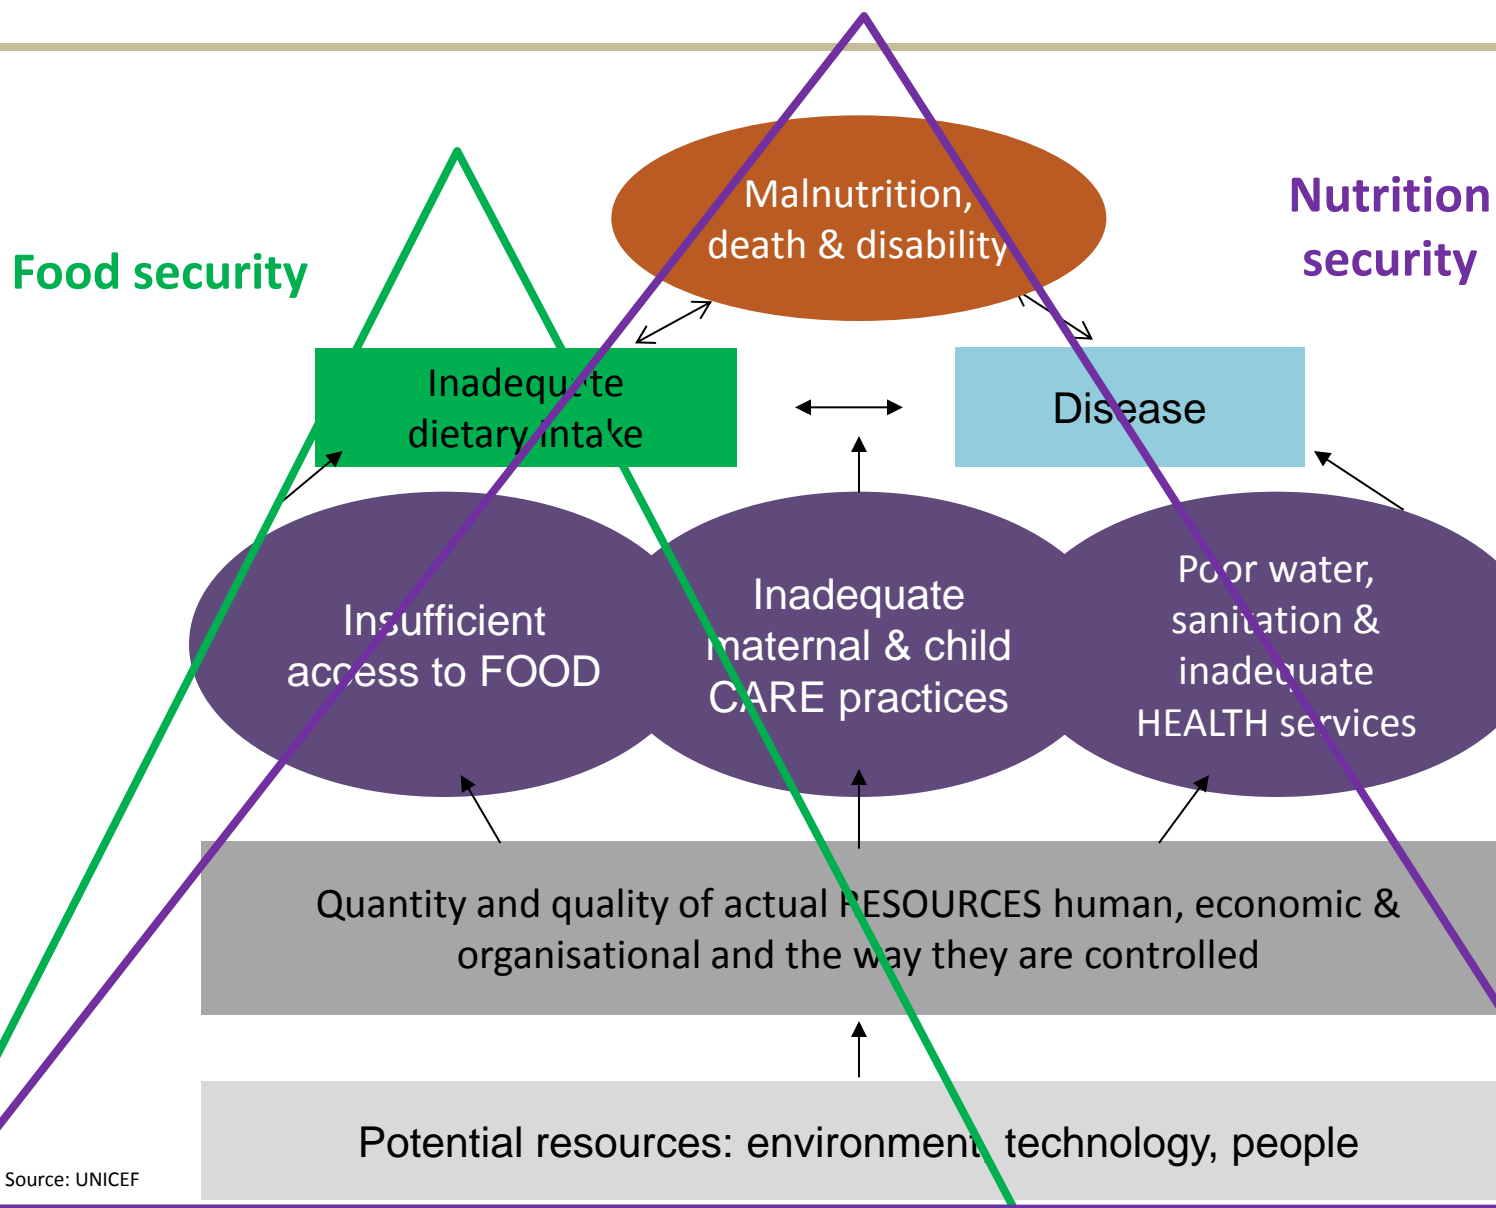 Malnutrition,
death & disability
Nutrition
security
Food security
Inadequate
dietary intake
Disease
Insufficient
access to FOOD
Inadequate
maternal & child
CARE practices
Poor water,
sanitation &
inadequate
HEALTH services
Quantity and quality of actual RESOURCES human, economic &
organisational and the way they are controlled
Potential resources: environment, technology, people
Source: UNICEF